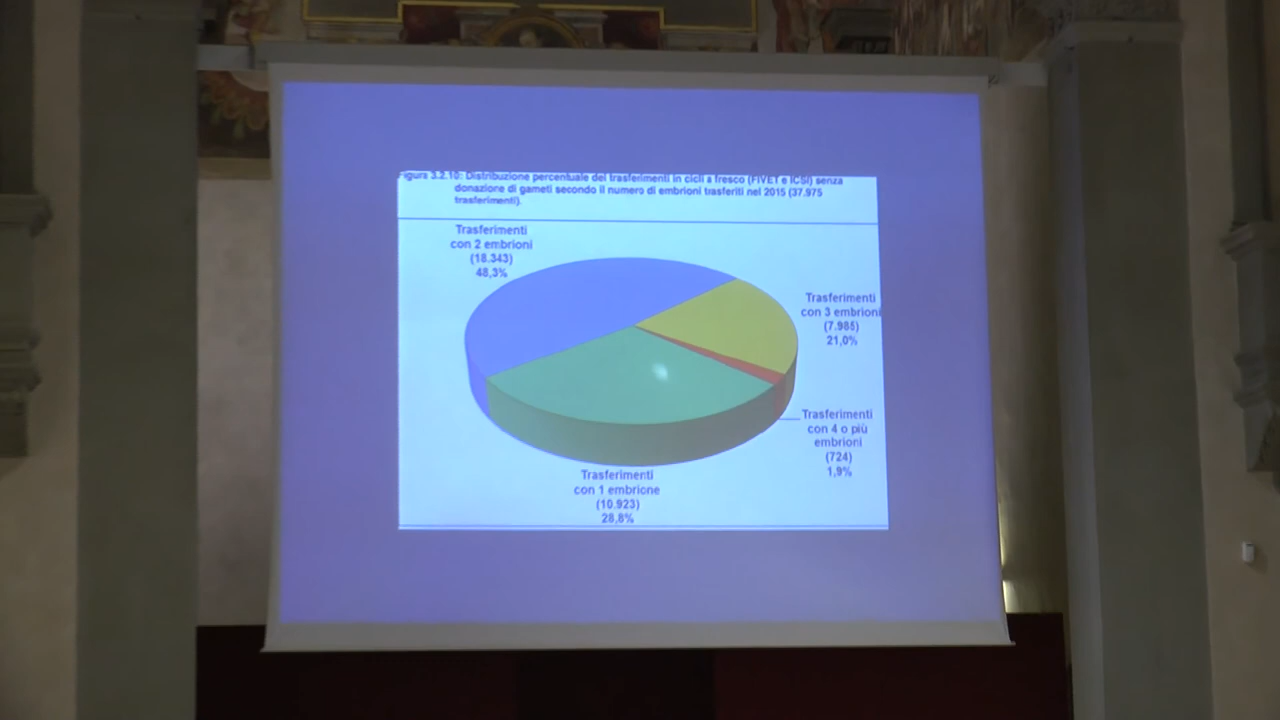 Figura 3.2.10: Distribuzione percentuale dei trasferimenti in cicli a fresco (FIVET e ICSI) senza
donazione di gameti secondo il numero di embrioni trasferiti nel 2015 (37.975
trasferimenti).
Trasferimenti
con 2 embrioni
(18.343)
48,3%
Trasferimenti
con 3 embrioni
(7.985)
21,0%
Trasferimenti
con 4 o più
embrioni
(724)
1,9%
Trasferimenti
con 1 embrione
(10.923)
28,8%